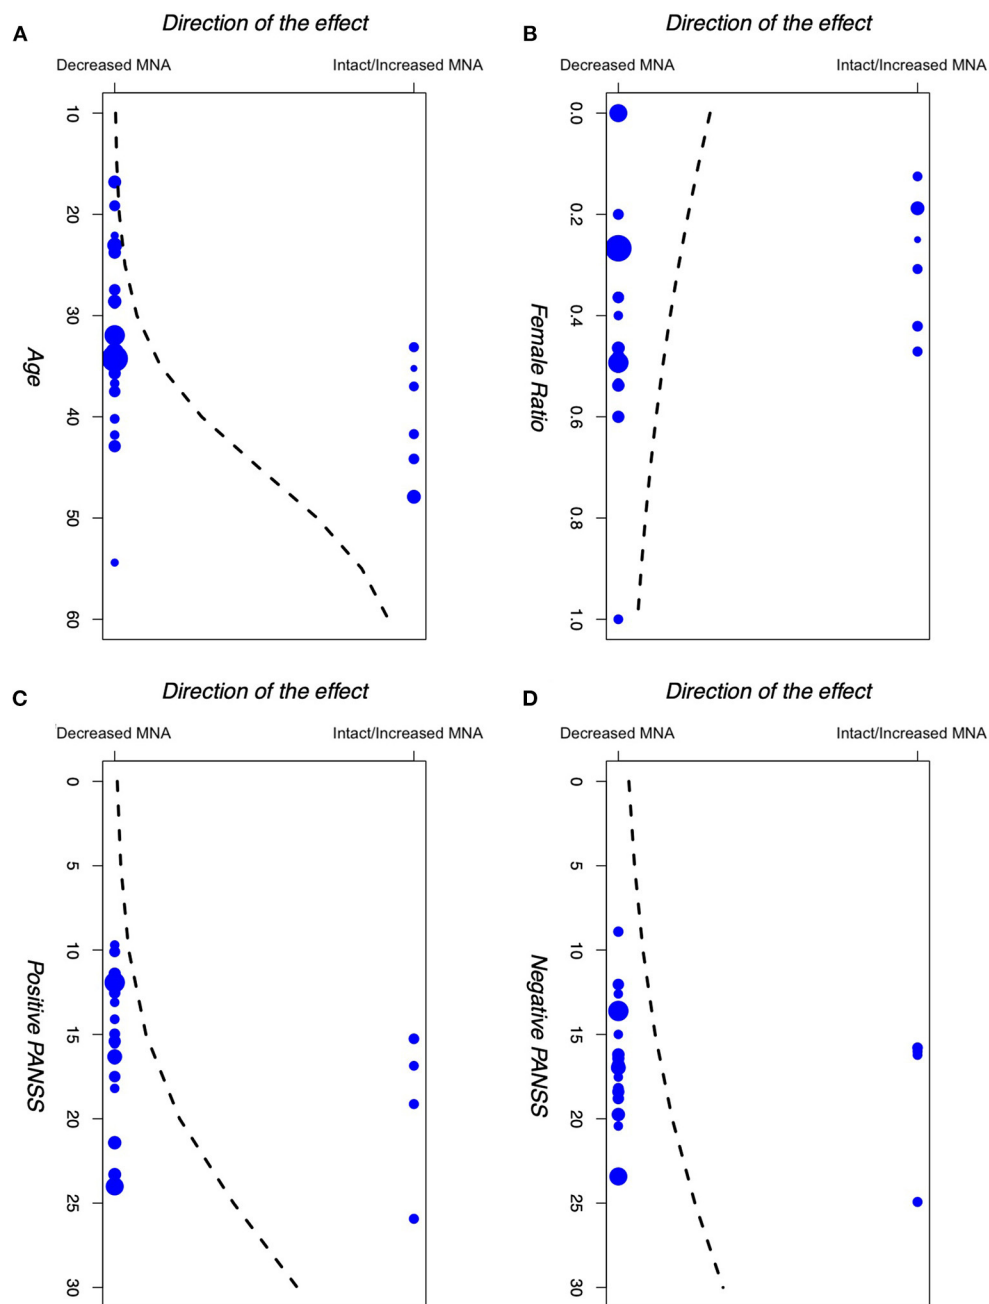 A
Direction of the effect
Decreased MNA
Intact/Increased MNA
10
20
30
40
50
60
Age
B
Direction of the effect
Decreased MNA
Intact/Increased MNA
0.0
0.2
0.4
0.6
0.8
1.0
Female Ratio
C
Direction of the effect
Decreased MNA
Intact/Increased MNA
0
5
10
15
20
25
30
Positive PANSS
D
Direction of the effect
Decreased MNA
Intact/Increased MNA
0
5
10
15
20
25
30
Negative PANSS